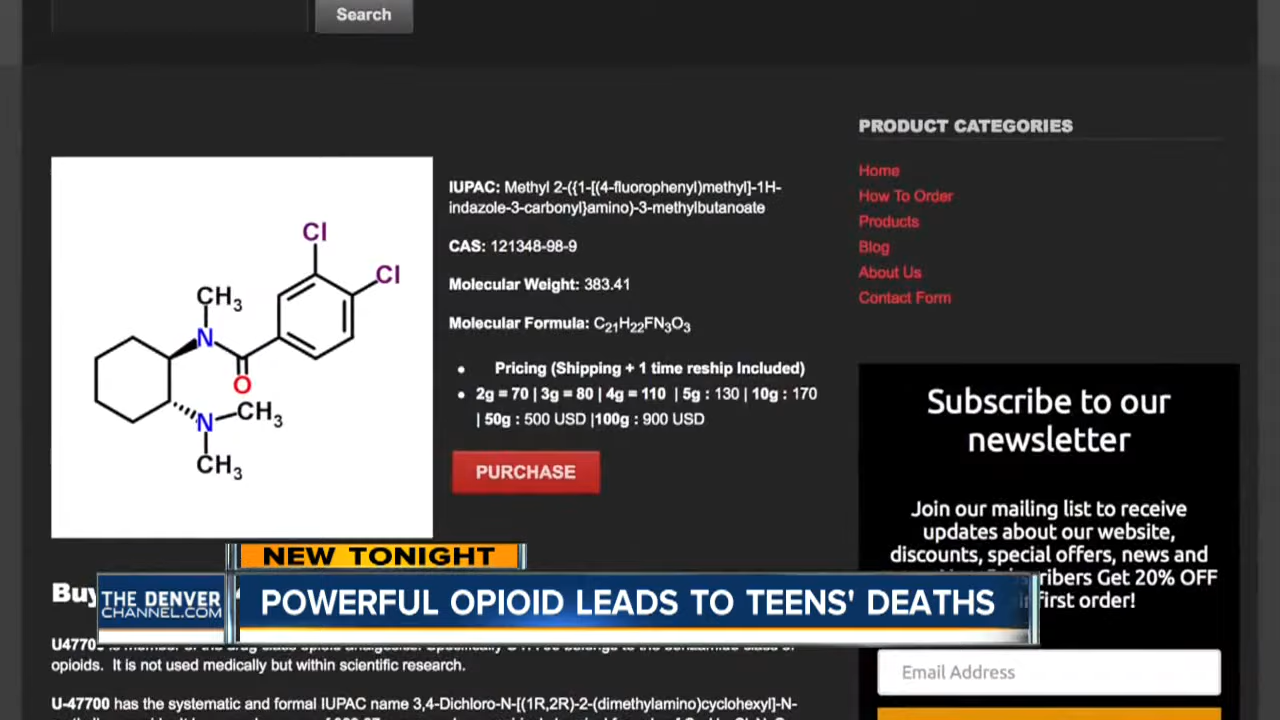 Search
PRODUCT CATEGORIES
Home
How To Order
Products
Blog
About Us
Contact Form
IUPAC: Methyl 2-({1-[(4-fluorophenyl)methyl]-1H-
indazole-3-carbonyl}amino)-3-methylbutanoate
CAS: 121348-98-9
Molecular Weight: 383.41
Molecular Formula: C21H22FN3O3
• Pricing (Shipping + 1 time reship Included)
• 2g = 70 | 3g = 80 | 4g = 110 | 5g : 130 | 10g : 170
| 50g : 500 USD |100g : 900 USD
PURCHASE
Cl
Cl
CH3
N
O
N
CH3
CH3
Subscribe to our
newsletter
Join our mailing list to receive
updates about our website,
discounts, special offers, news and
Get 20% OFF
first order!
Email Address
NEW TONIGHT
THE DENVER
CHANNEL.COM
POWERFUL OPIOID LEADS TO TEENS' DEATHS
opioids. It is not used medically but within scientific research.
U-47700 has the systematic and formal IUPAC name 3,4-Dichloro-N-[(1R,2R)-2-(dimethylamino)cyclohexyl]-N-